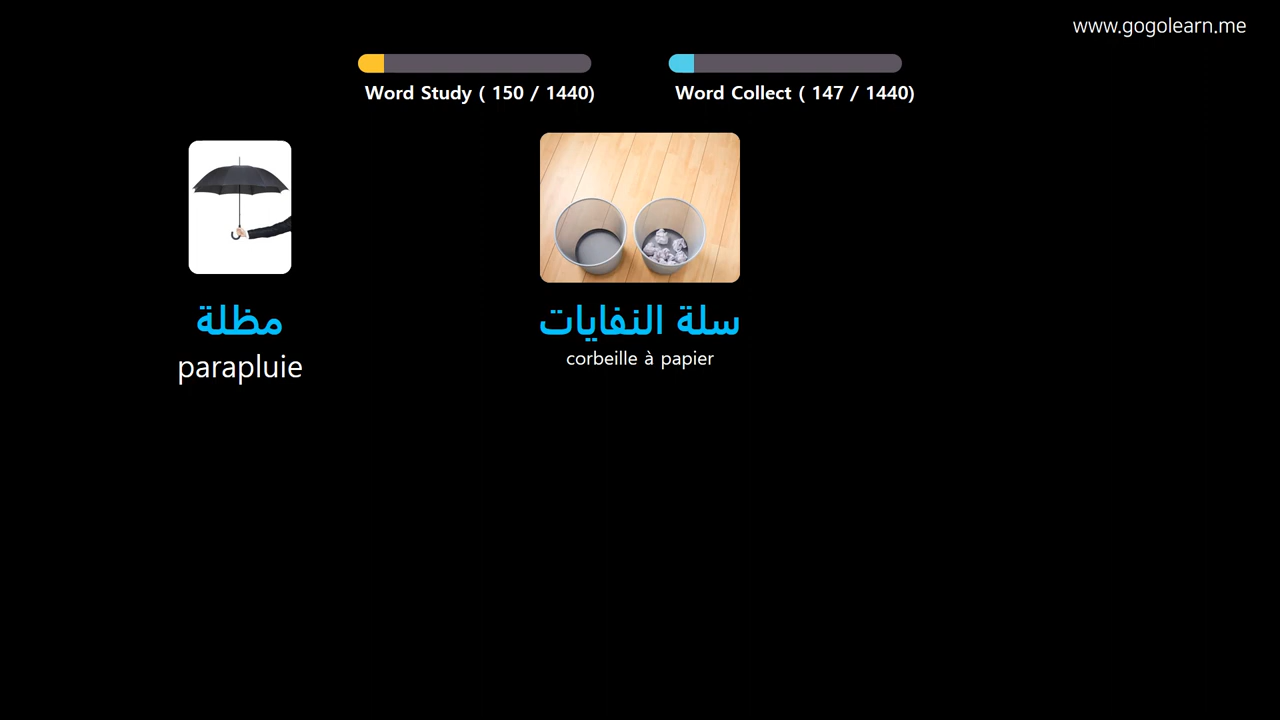 www.gogolearn.me
Word Study ( 150 / 1440)
Word Collect ( 147 / 1440)
مظلة
parapluie
سلة النفايات
corbeille à papier